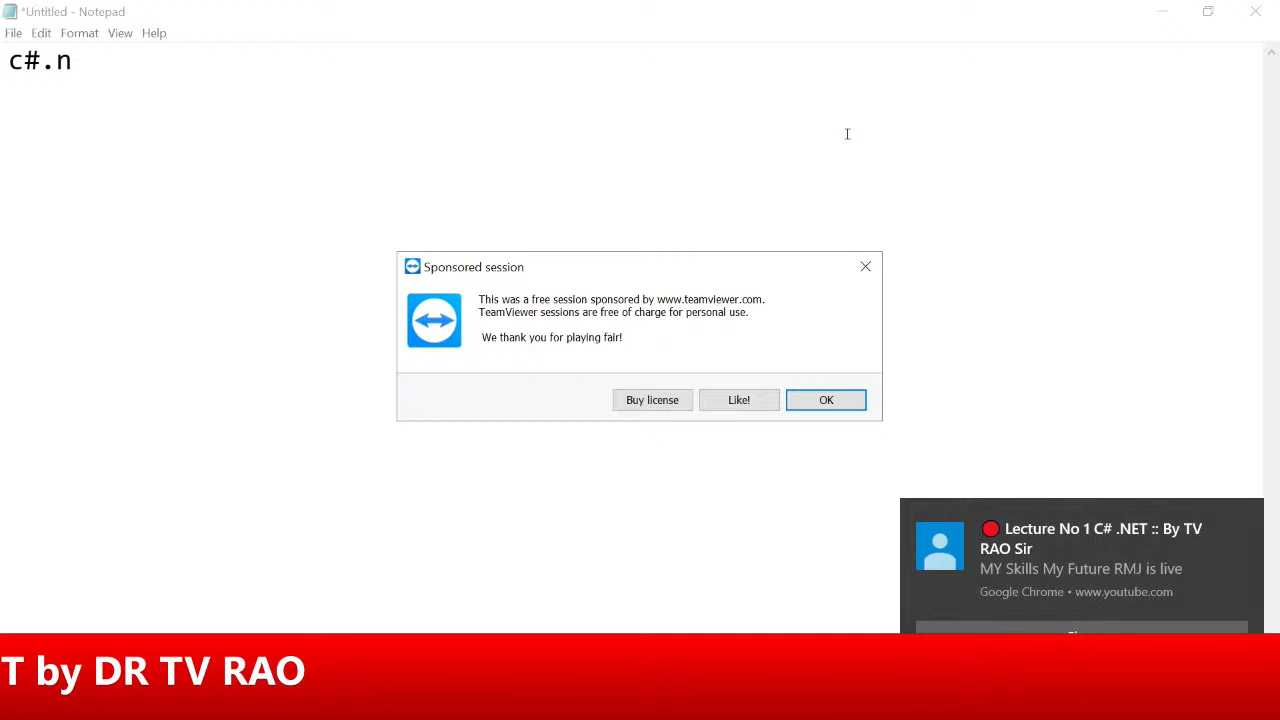 *Untitled - Notepad
File Edit Format View Help
c#.n
Sponsored session
This was a free session sponsored by www.teamviewer.com.
TeamViewer sessions are free of charge for personal use.
We thank you for playing fair!
Buy license Like! OK
Lecture No 1 C# .NET :: By TV
RAO Sir
MY Skills My Future RMJ is live
Google Chrome • www.youtube.com
T by DR TV RAO